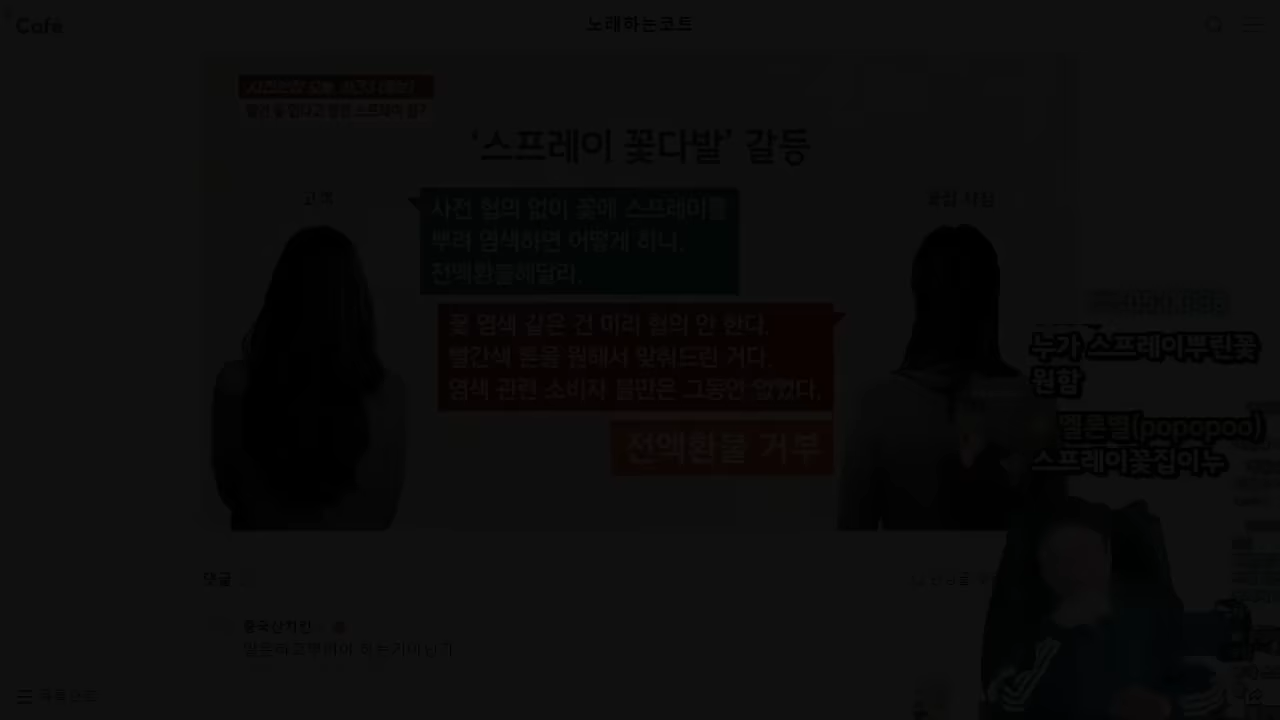 Cafe
노래하는코트
‘스프레이 꽃다발’ 갈등
고객
꽃집 사장
사전 협의 없이 꽃에 스프레이를
뿌려 염색하면 어떻게 하나.
전액환불해달라.
꽃 염색 같은 건 미리 협의 안 한다.
빨간색 톤을 원해서 맞춰드린 거다.
염색 관련 소비자 불만은 그동안 없었다.
전액환불 거부
누가 스프레이뿌린꽃
원함
멜론멜(popopoo)
스프레이꽃집이누
댓글
중국산치킨